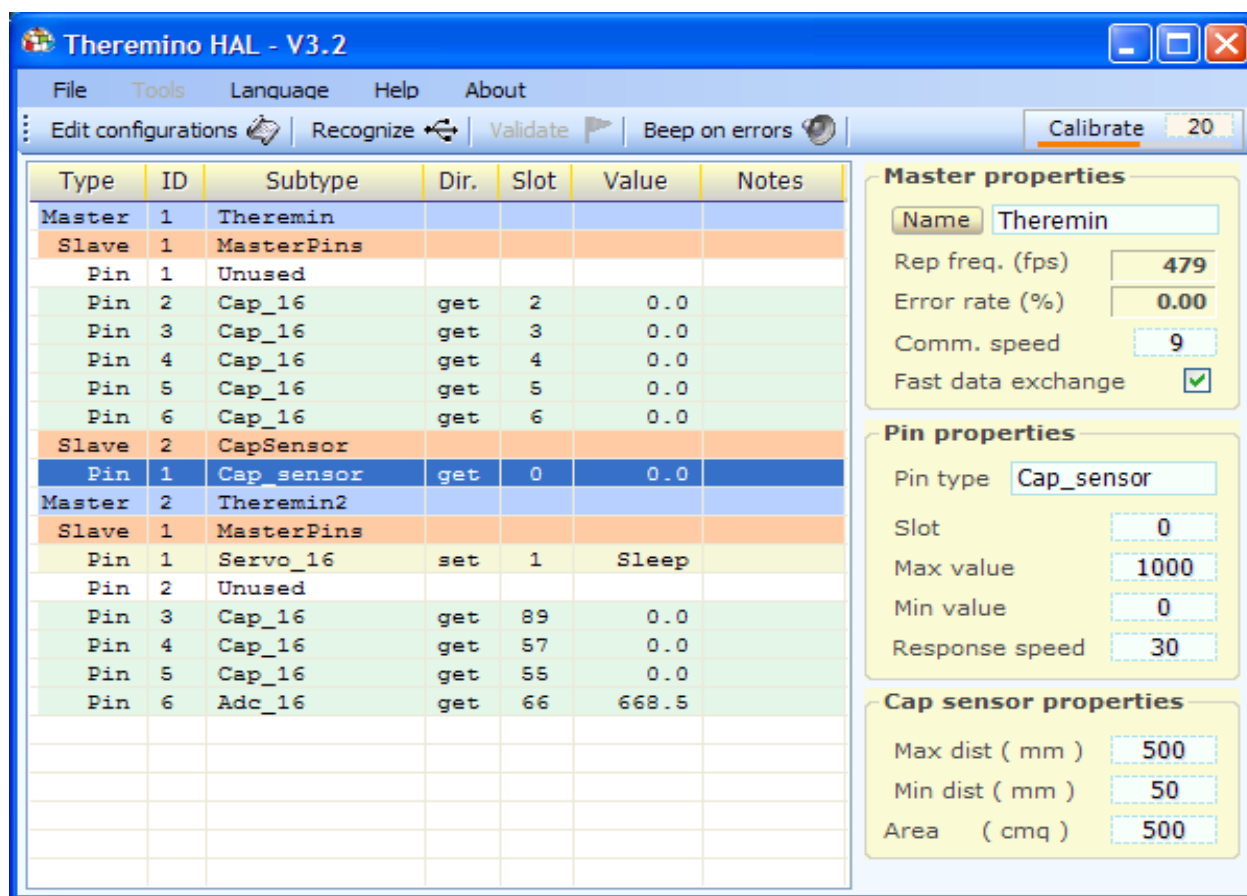 Theremino HAL - V3.2
File Tools Language Help About
Edit configurations Recognize Validate Beep on errors Calibrate 20
Type ID Subtype Dir. Slot Value Notes
Master 1 Theremin
Slave 1 MasterPins
Pin 1 Unused
Pin 2 Cap_16 get 2 0.0
Pin 3 Cap_16 get 3 0.0
Pin 4 Cap_16 get 4 0.0
Pin 5 Cap_16 get 5 0.0
Pin 6 Cap_16 get 6 0.0
Slave 2 CapSensor
Pin 1 Cap_sensor get 0 0.0
Master 2 Theremin2
Slave 1 MasterPins
Pin 1 Servo_16 set 1 Sleep
Pin 2 Unused
Pin 3 Cap_16 get 89 0.0
Pin 4 Cap_16 get 57 0.0
Pin 5 Cap_16 get 55 0.0
Pin 6 Adc_16 get 66 668.5
Master properties
Name Theremin
Rep freq. (fps) 479
Error rate (%) 0.00
Comm. speed 9
Fast data exchange
Pin properties
Pin type Cap_sensor
Slot 0
Max value 1000
Min value 0
Response speed 30
Cap sensor properties
Max dist ( mm ) 500
Min dist ( mm ) 50
Area ( cmq ) 500